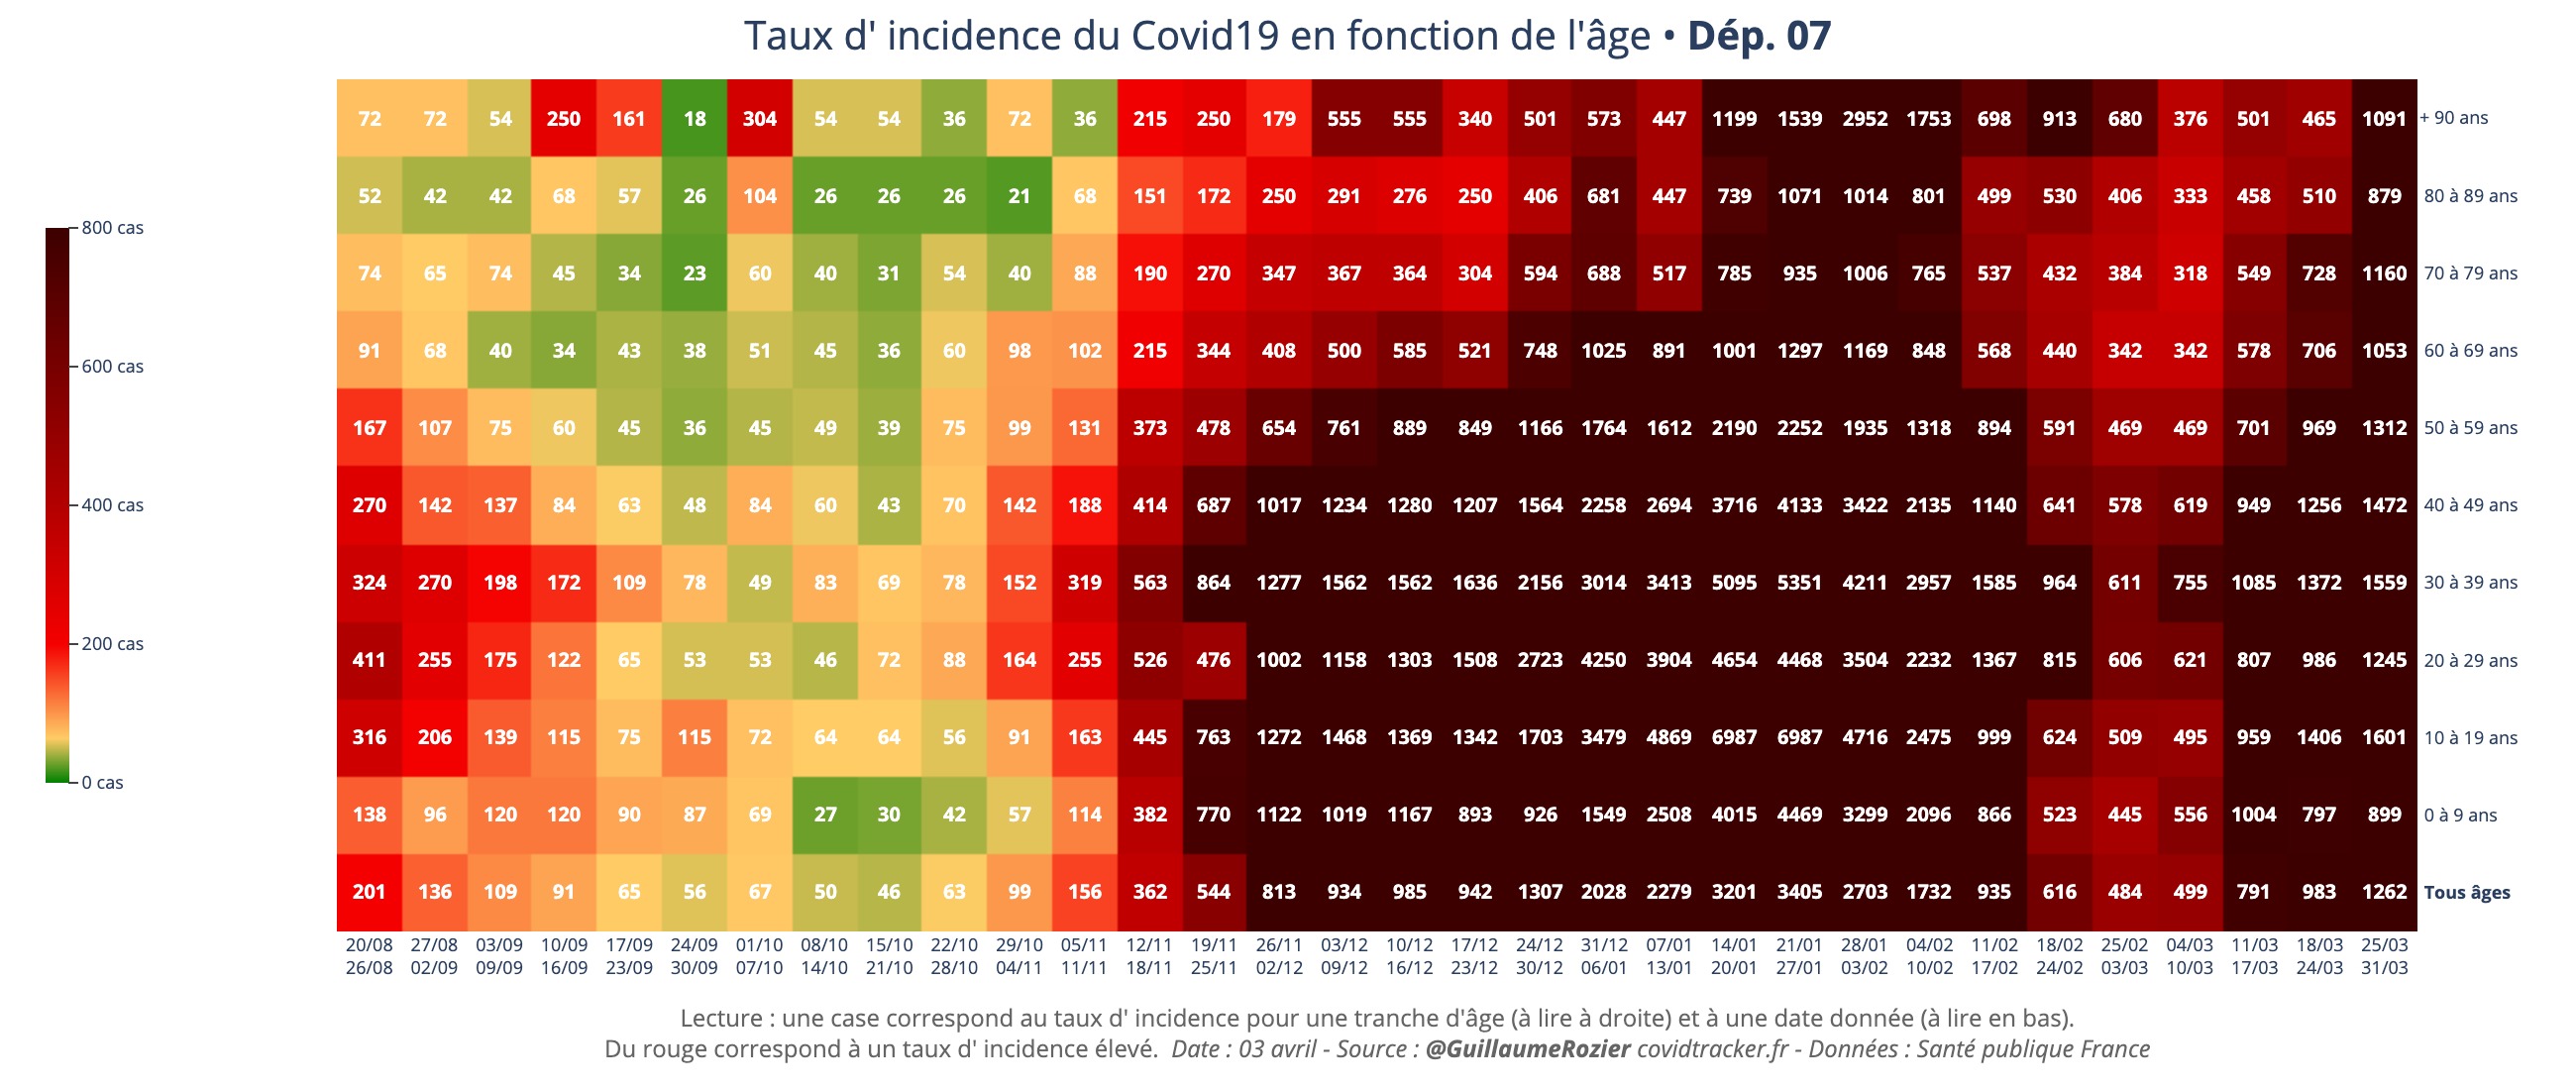 Taux d' incidence du Covid19 en fonction de l'âge • Dép. 07
72 72 54 250 161 18 304 54 54 36 72 36 215 250 179 555 555 340 501 573 447 1199 1539 2952 1753 698 913 680 376 501 465 1091 + 90 ans
52 42 42 68 57 26 104 26 26 26 21 68 151 172 250 291 276 250 406 681 447 739 1071 1014 801 499 530 406 333 458 510 879 80 à 89 ans
800 cas
74 65 74 45 34 23 60 40 31 54 40 88 190 270 347 367 364 304 594 688 517 785 935 1006 765 537 432 384 318 549 728 1160 70 à 79 ans
91 68 40 34 43 38 51 45 36 60 98 102 215 344 408 500 585 521 748 1025 891 1001 1297 1169 848 568 440 342 342 578 706 1053 60 à 69 ans
600 cas
167 107 75 60 45 36 45 49 39 75 99 131 373 478 654 761 889 849 1166 1764 1612 2190 2252 1935 1318 894 591 469 469 701 969 1312 50 à 59 ans
400 cas
270 142 137 84 63 48 84 60 43 70 142 188 414 687 1017 1234 1280 1207 1564 2258 2694 3716 4133 3422 2135 1140 641 578 619 949 1256 1472 40 à 49 ans
324 270 198 172 109 78 49 83 69 78 152 319 563 864 1277 1562 1562 1636 2156 3014 3413 5095 5351 4211 2957 1585 964 611 755 1085 1372 1559 30 à 39 ans
200 cas
411 255 175 122 65 53 53 46 72 88 164 255 526 476 1002 1158 1303 1508 2723 4250 3904 4654 4468 3504 2232 1367 815 606 621 807 986 1245 20 à 29 ans
316 206 139 115 75 115 72 64 64 56 91 163 445 763 1272 1468 1369 1342 1703 3479 4869 6987 6987 4716 2475 999 624 509 495 959 1406 1601 10 à 19 ans
0 cas
138 96 120 120 90 87 69 27 30 42 57 114 382 770 1122 1019 1167 893 926 1549 2508 4015 4469 3299 2096 866 523 445 556 1004 797 899 0 à 9 ans
201 136 109 91 65 56 67 50 46 63 99 156 362 544 813 934 985 942 1307 2028 2279 3201 3405 2703 1732 935 616 484 499 791 983 1262 Tous âges
20/08 27/08 03/09 10/09 17/09 24/09 01/10 08/10 15/10 22/10 29/10 05/11 12/11 19/11 26/11 03/12 10/12 17/12 24/12 31/12 07/01 14/01 21/01 28/01 04/02 11/02 18/02 25/02 04/03 11/03 18/03 25/03
26/08 02/09 09/09 16/09 23/09 30/09 07/10 14/10 21/10 28/10 04/11 11/11 18/11 25/11 02/12 09/12 16/12 23/12 30/12 06/01 13/01 20/01 27/01 03/02 10/02 17/02 24/02 03/03 10/03 17/03 24/03 31/03
Lecture : une case correspond au taux d' incidence pour une tranche d'âge (à lire à droite) et à une date donnée (à lire en bas).
Du rouge correspond à un taux d' incidence élevé. Date : 03 avril - Source : @GuillaumeRozier covidtracker.fr - Données : Santé publique France